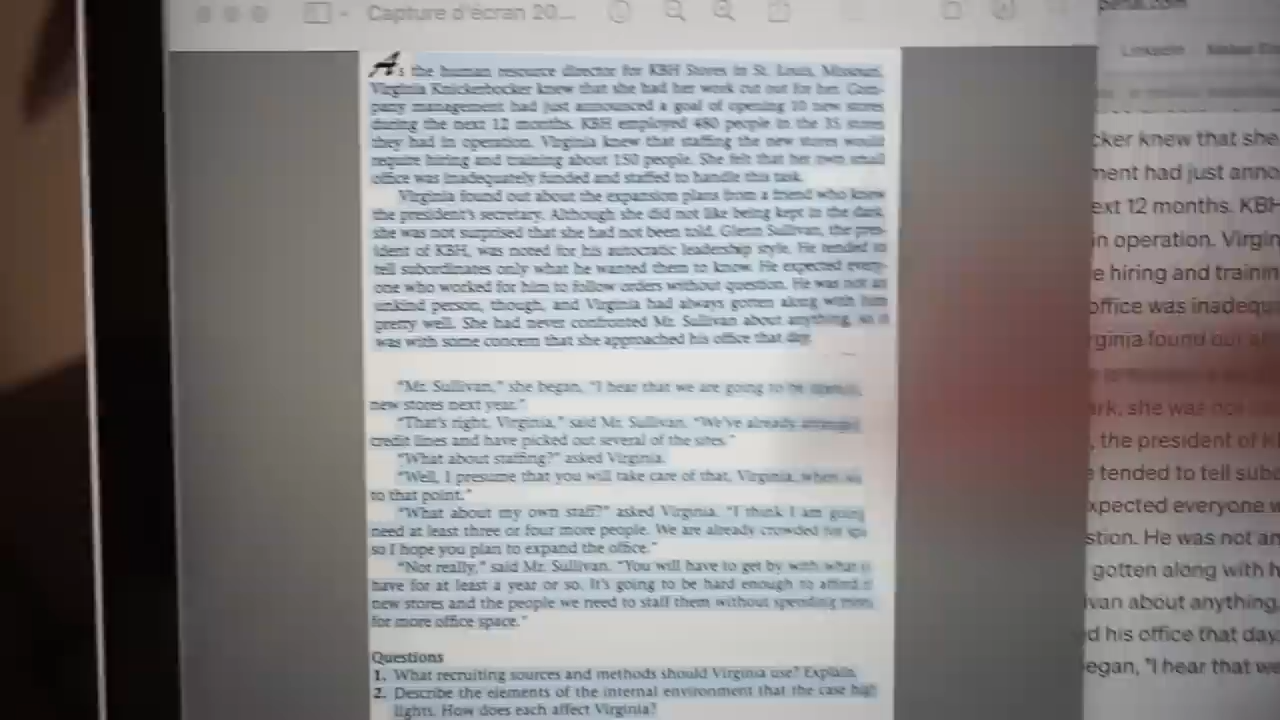 Capture d'écran 20...
As the human resource director for KBH Stores in St. Louis, Missouri,
Virginia Knickerbocker knew that she had her work cut out for her. Com-
pany management had just announced a goal of opening 10 new stores
during the next 12 months. KBH employed 480 people in the 35 stores
they had in operation. Virginia knew that staffing the new stores would
require hiring and training about 150 people. She felt that her own small
office was inadequately funded and staffed to handle this task.
Virginia found out about the expansion plans from a friend who knew
the president's secretary. Although she did not like being kept in the dark,
she was not surprised that she had not been told. Glenn Sullivan, the pres-
ident of KBH, was noted for his autocratic leadership style. He tended to
tell subordinates only what he wanted them to know. He expected every-
one who worked for him to follow orders without question. He was not an
unkind person, though, and Virginia had always gotten along with him
pretty well. She had never confronted Mr. Sullivan about anything, so it
was with some concern that she approached his office that day.
"Mr. Sullivan," she began, "I hear that we are going to be
new stores next year."
"That's right, Virginia," said Mr. Sullivan. "We've already arranged
credit lines and have picked out several of the sites."
"What about staffing?" asked Virginia.
"Well, I presume that you will take care of that, Virginia, when we
to that point."
"What about my own staff?" asked Virginia. "I think I am going
need at least three or four more people. We are already crowded for
so I hope you plan to expand the office."
"Not really," said Mr. Sullivan. "You will have to get by with what
have for at least a year or so. It's going to be hard enough to afford
new stores and the people we need to staff them without spending
for more office space."
Questions
1. What recruiting sources and methods should Virginia use? Explain.
2. Describe the elements of the internal environment that the case high
lights. How does each affect Virginia?
LinkedIn
cker knew that she
ment had just anno
ext 12 months. KBH
in operation. Virgin
e hiring and trainin
office was inadequ
rginia found out
ark, she was not
, the president of K
e tended to tell subo
xpected everyone w
stion. He was not an
gotten along with h
ivan about anything,
d his office that day.
egan, "I hear that we